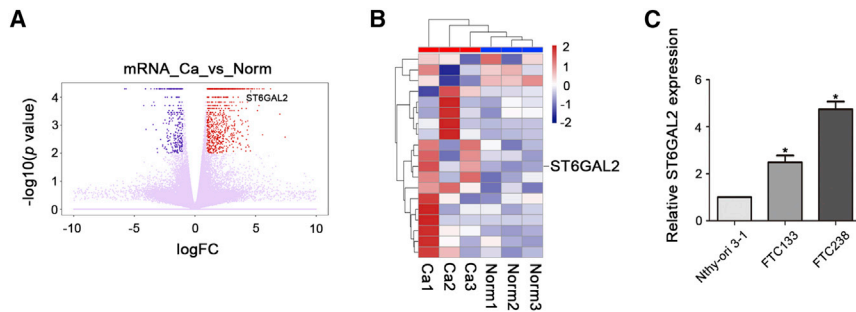 A
mRNA_Ca_vs_Norm
-log10(p value)
4
3
2
1
0
ST6GAL2
-10
-5
0
5
10
logFC
B
2
1
0
-1
-2
ST6GAL2
Ca1
Ca2
Ca3
Norm1
Norm2
Norm3
C
Relative ST6GAL2 expression
6
4
2
0
*
*
Nthy-ori 3-1
FTC133
FTC238